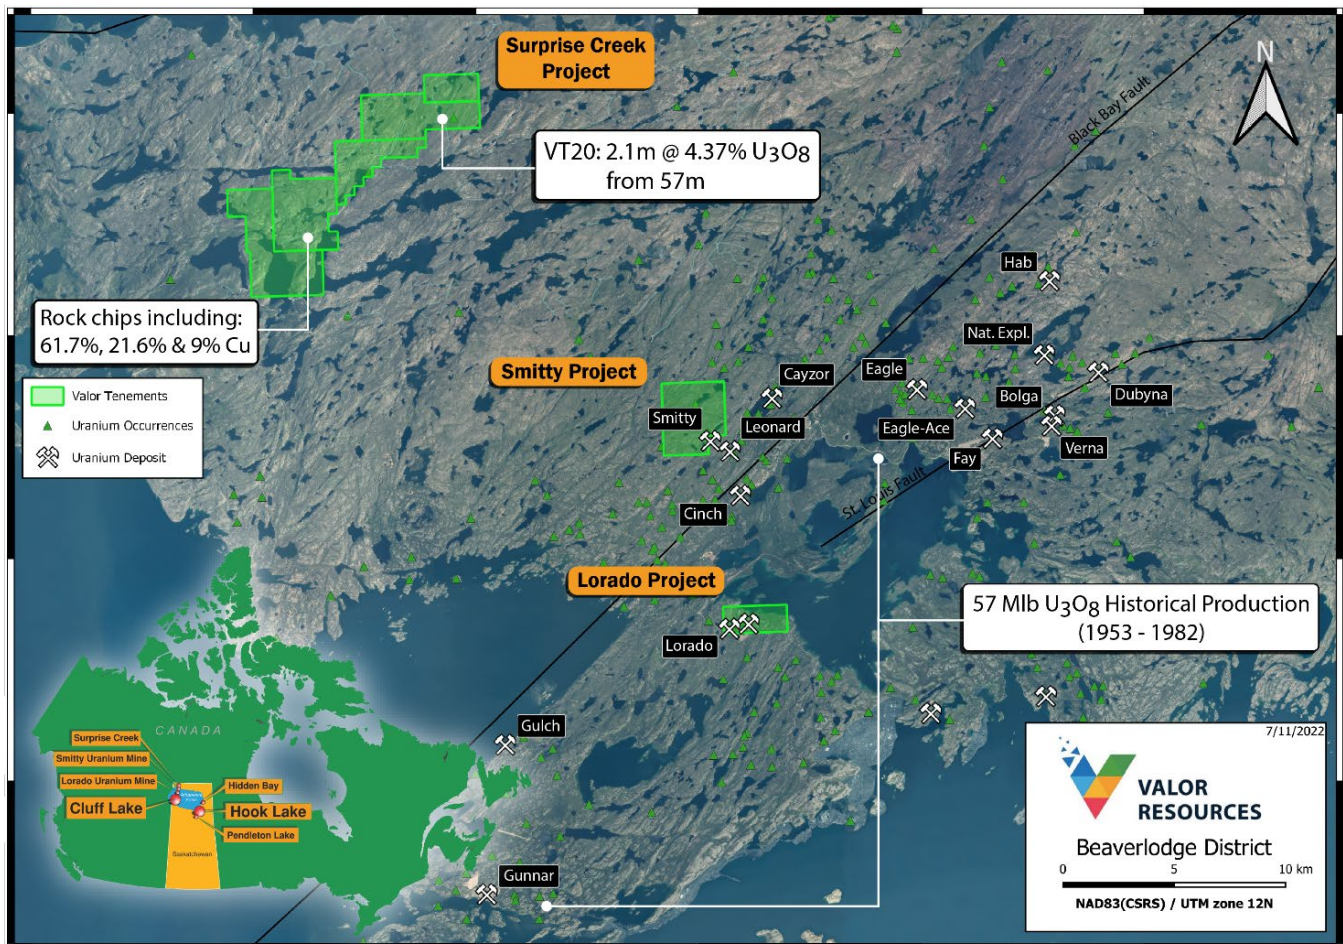 Surprise Creek
Project
N
Black Bay Fault
VT20: 2.1m @ 4.37% U3O8
from 57m
Hab
Rock chips including:
61.7%, 21.6% & 9% Cu
Nat. Expl.
Smitty Project
Cayzor
Eagle
Valor Tenements
Uranium Occurrences
Uranium Deposit
Smitty
Leonard
Eagle-Ace
Bolga
Dubyna
Fay
Verna
Cinch
St. Louis Fault
Lorado Project
57 Mlb U3O8 Historical Production
(1953 - 1982)
Lorado
Gulch
CANADA
Surprise Creek
Smitty Uranium Mine
Lorado Uranium Mine
Cluff Lake
Hidden Bay
Hook Lake
Pendleton Lake
Saskatchewan
Gunnar
7/11/2022
VALOR
RESOURCES
Beaverlodge District
0 5 10 km
NAD83(CSRS) / UTM zone 12N